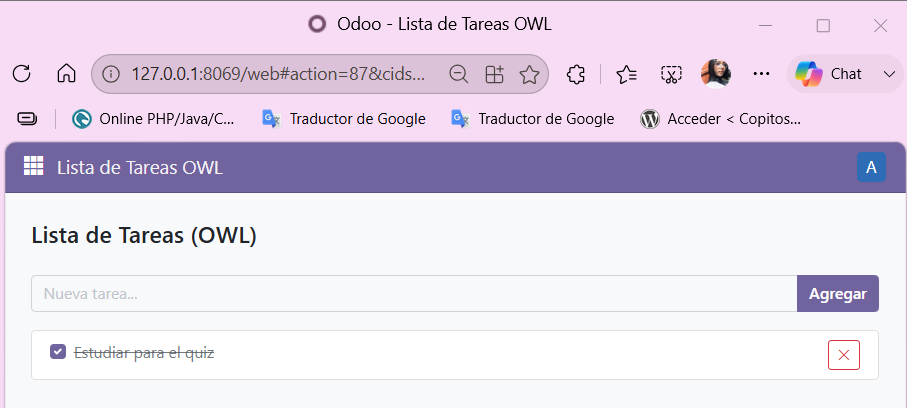 Odoo - Lista de Tareas OWL
127.0.0.1:8069/web#action=87&cids... Chat
Online PHP/Java/C... Traductor de Google Traductor de Google Acceder < Copitos...
Lista de Tareas OWL A
Lista de Tareas (OWL)
Nueva tarea... Agregar
Estudiar para el quiz